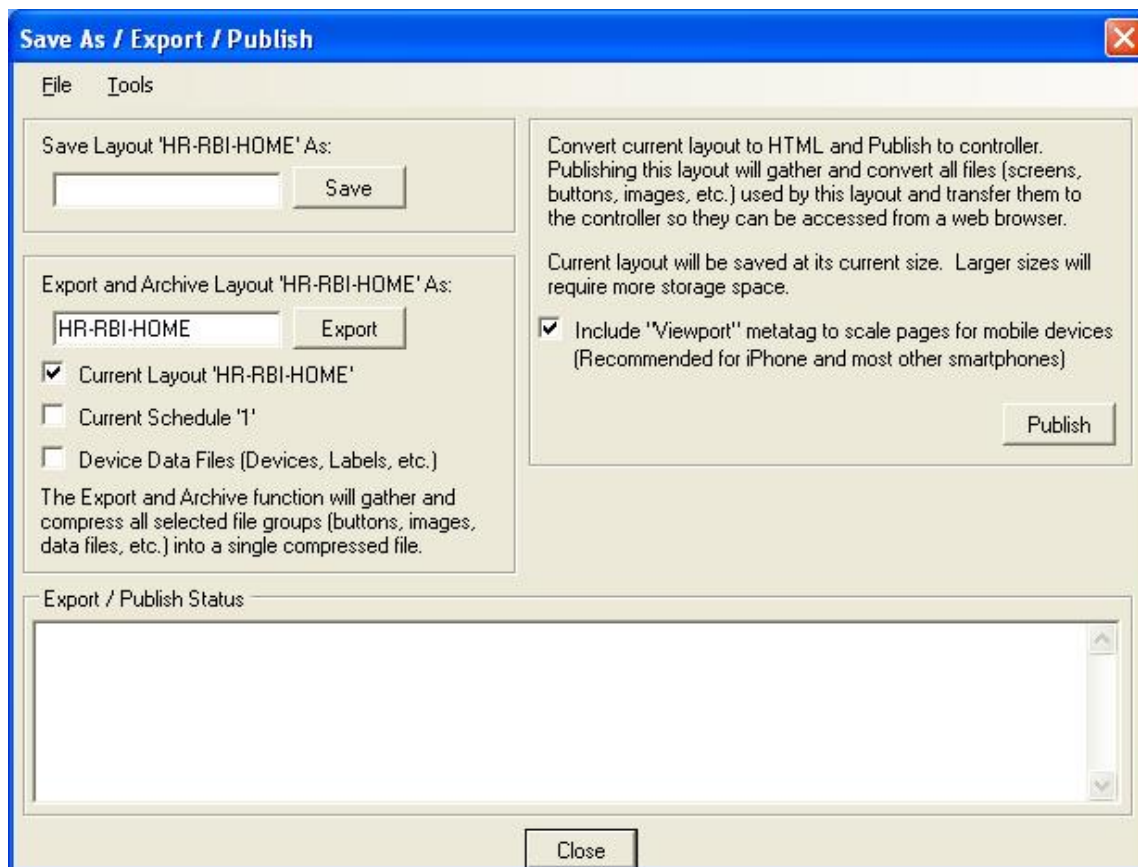 Save As / Export / Publish
File Tools
Save Layout 'HR-RBI-HOME' As:
Save
Export and Archive Layout 'HR-RBI-HOME' As:
HR-RBI-HOME Export
Current Layout 'HR-RBI-HOME'
Current Schedule '1'
Device Data Files (Devices, Labels, etc.)
The Export and Archive function will gather and
compress all selected file groups (buttons, images,
data files, etc.) into a single compressed file.
Convert current layout to HTML and Publish to controller.
Publishing this layout will gather and convert all files (screens,
buttons, images, etc.) used by this layout and transfer them to
the controller so they can be accessed from a web browser.
Current layout will be saved at its current size.  Larger sizes will
require more storage space.
Include "Viewport" metatag to scale pages for mobile devices
(Recommended for iPhone and most other smartphones)
Publish
Export / Publish Status
Close